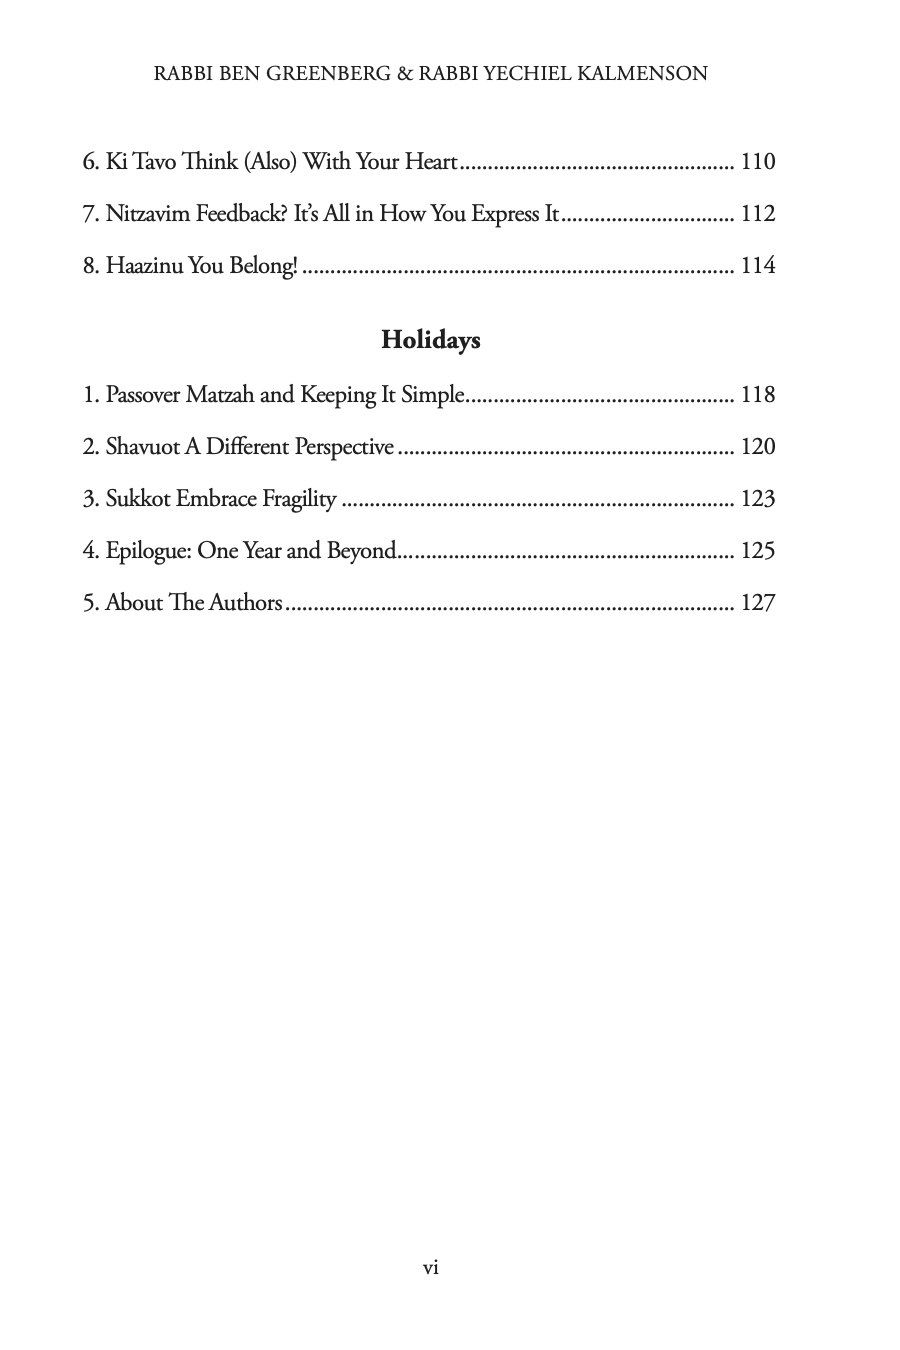 RABBI BEN GREENBERG & RABBI YECHIEL KALMENSON
6. Ki Tavo Think (Also) With Your Heart................................................. 110
7. Nitzavim Feedback? It’s All in How You Express It............................... 112
8. Haazinu You Belong! ............................................................................. 114
Holidays
1. Passover Matzah and Keeping It Simple................................................ 118
2. Shavuot A Different Perspective ............................................................ 120
3. Sukkot Embrace Fragility ...................................................................... 123
4. Epilogue: One Year and Beyond............................................................ 125
5. About The Authors................................................................................ 127
vi